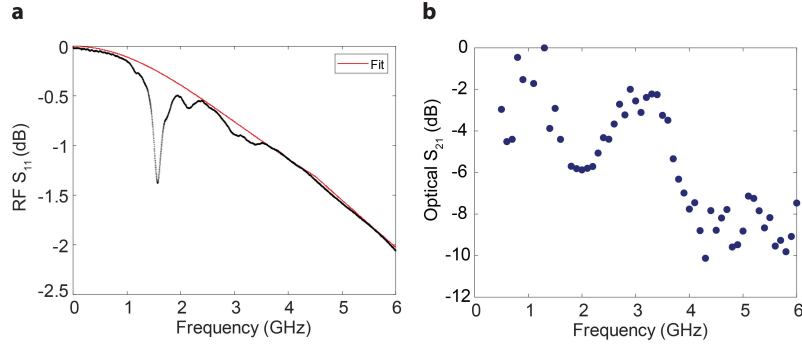 a
0
-0.5
-1
-1.5
-2
-2.5
RF S11 (dB)
Fit
0 1 2 3 4 5 6
Frequency (GHz)
b
0
-2
-4
-6
-8
-10
-12
Optical S21 (dB)
0 1 2 3 4 5 6
Frequency (GHz)